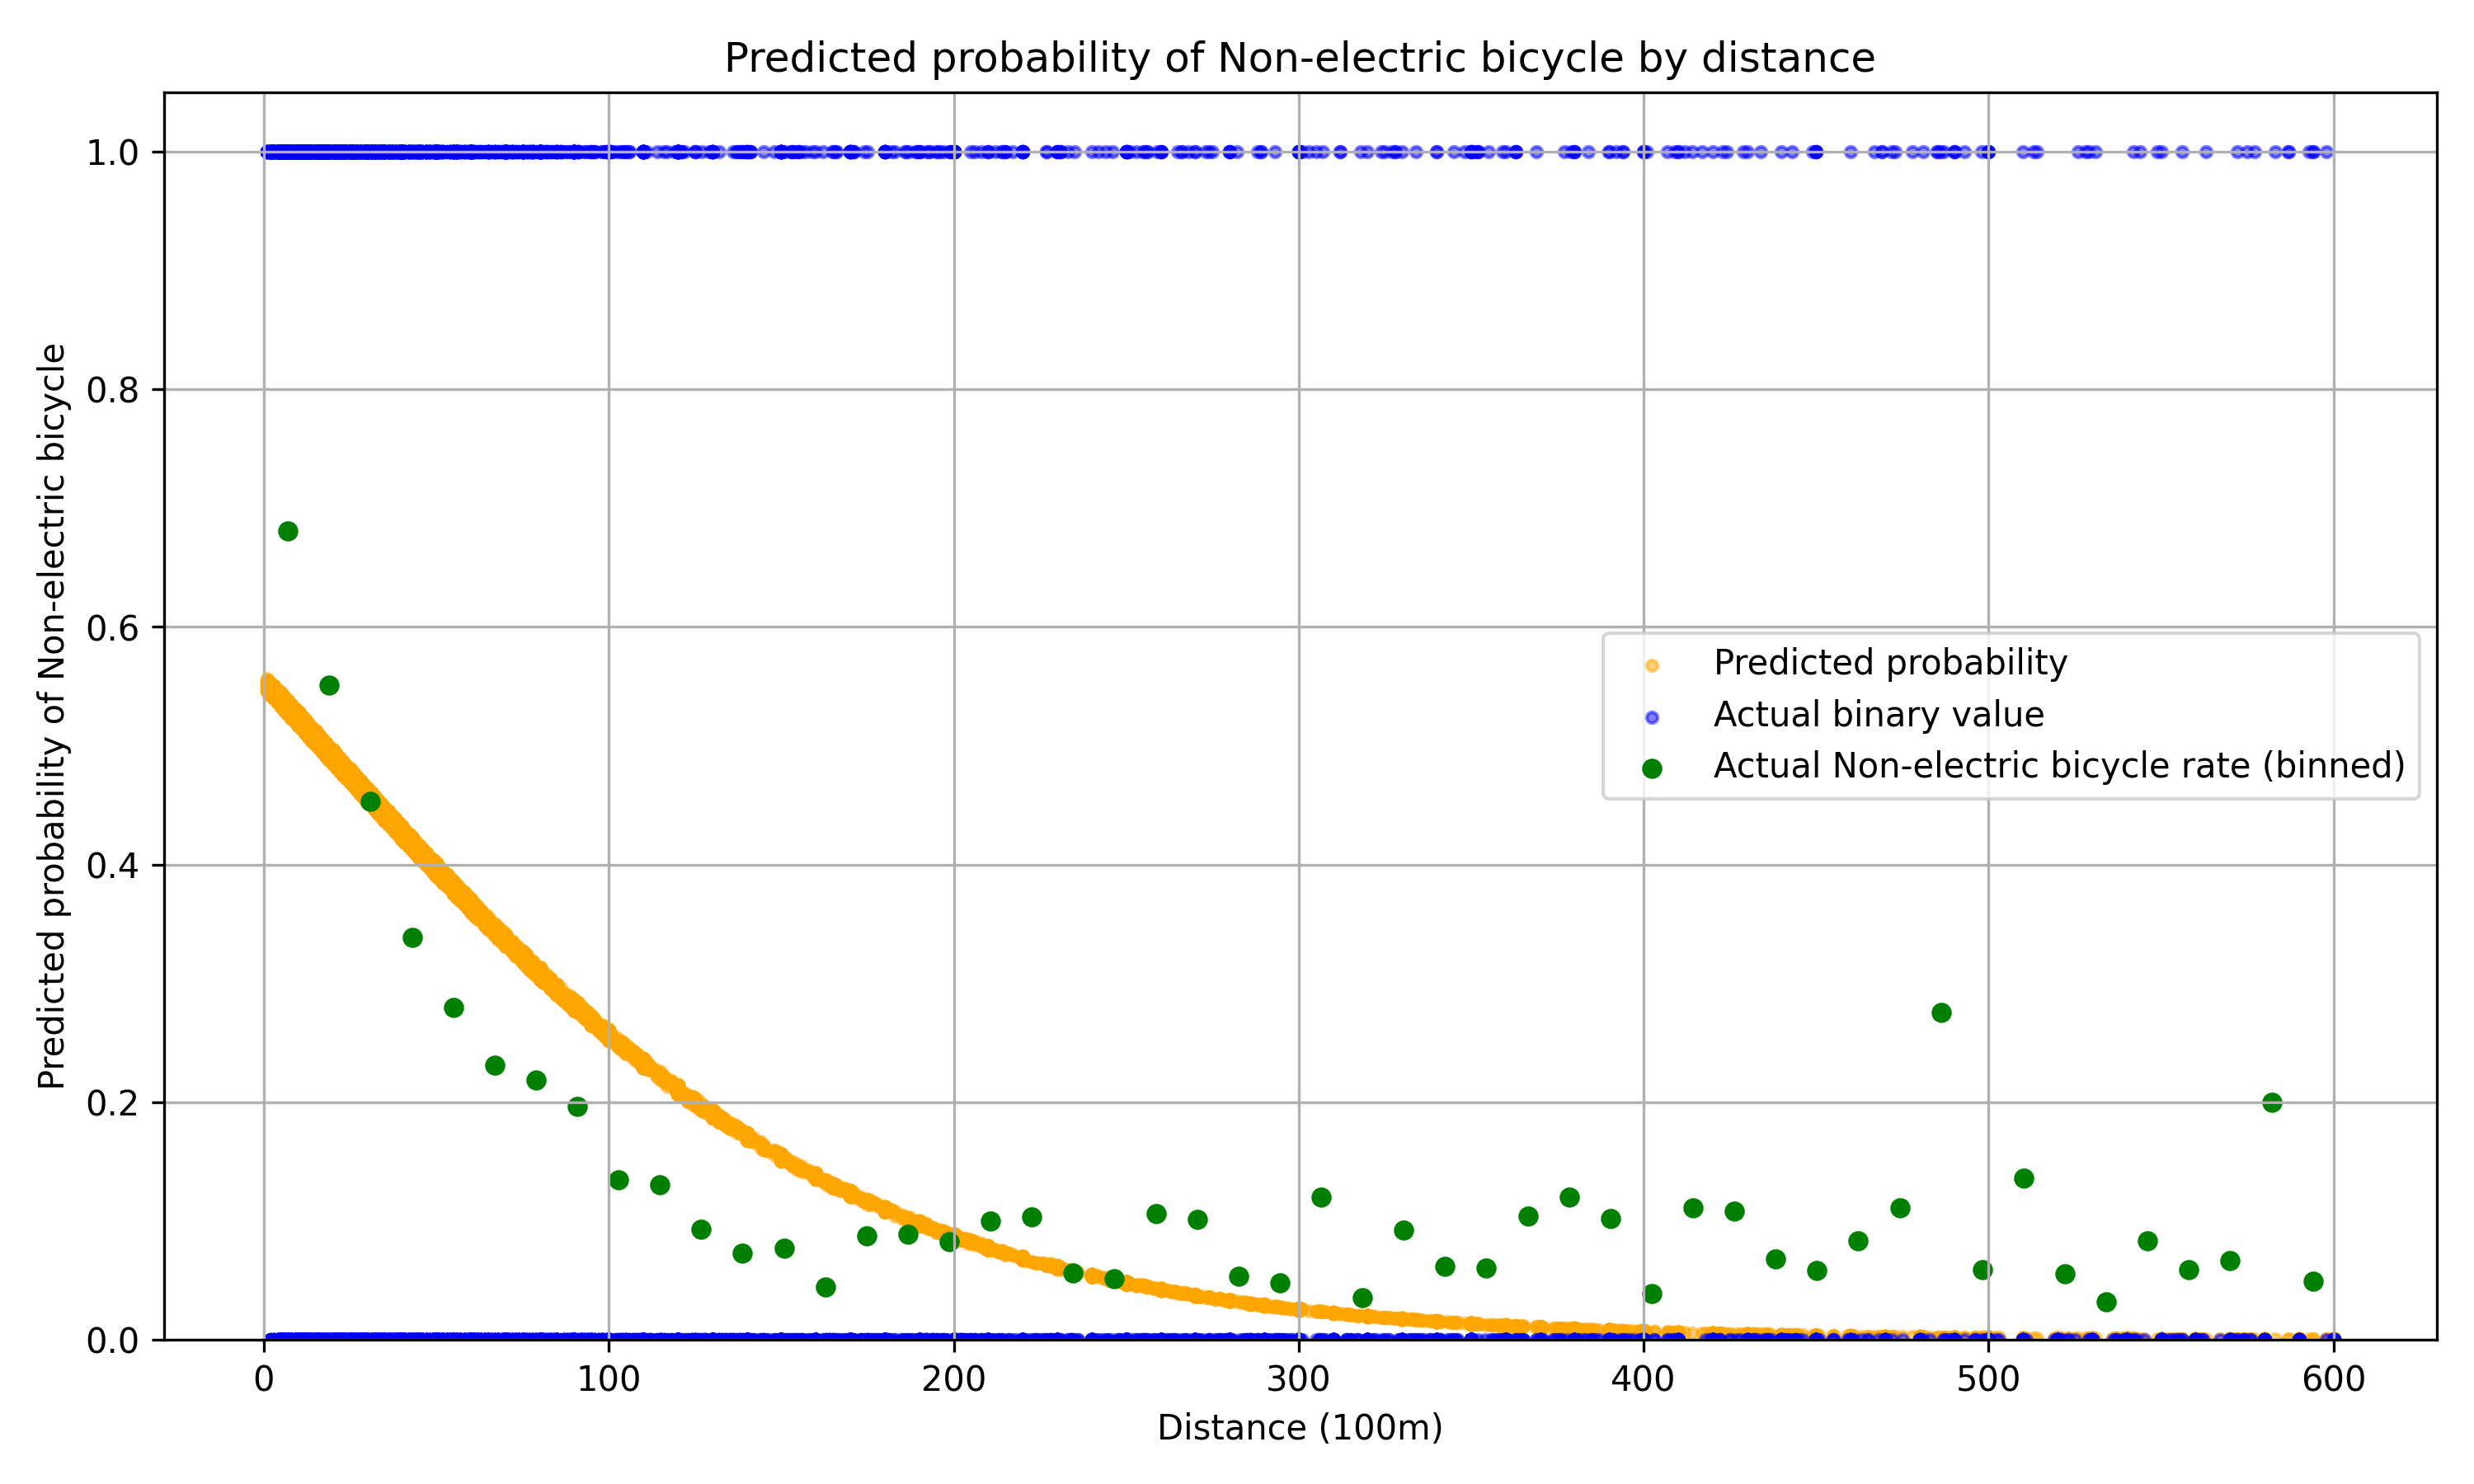 Predicted probability of Non-electric bicycle by distance
Predicted probability of Non-electric bicycle
1.0
0.8
0.6
0.4
0.2
0.0
Predicted probability
Actual binary value
Actual Non-electric bicycle rate (binned)
0 100 200 300 400 500 600
Distance (100m)